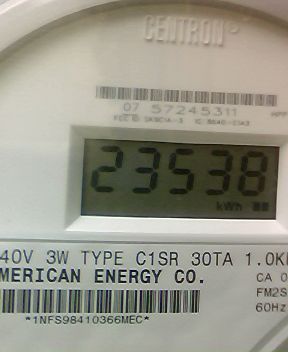 CENTRON®
07 57245311
23538
kWh
40V 3W TYPE C1SR 30TA 1.0K
MERICAN ENERGY CO.
CA 0
FM2S
60Hz
*1NFS98410366MEC*